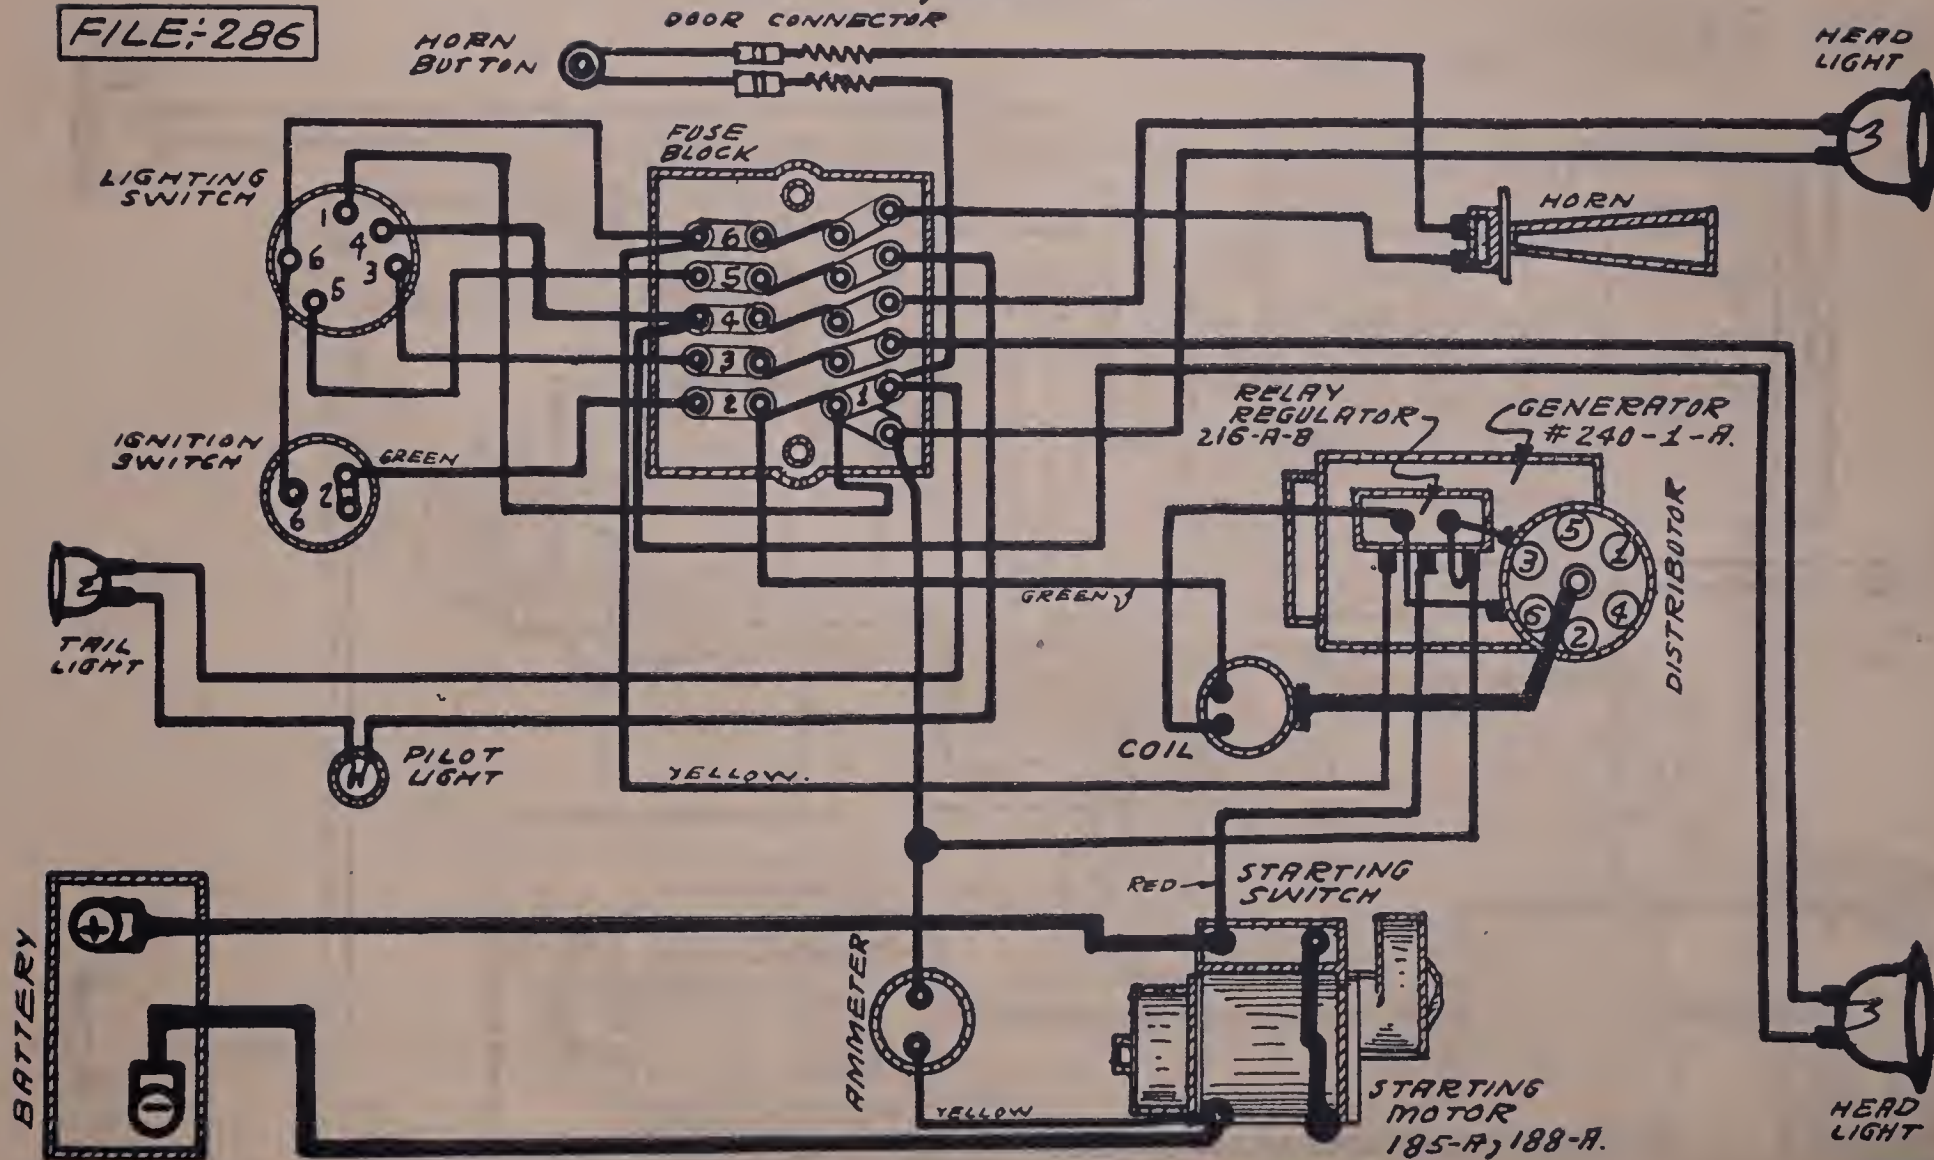 FILE:-286
DOOR CONNECTOR
HORN
BUTTON
HEAD
LIGHT
FUSE
BLOCK
LIGHTING
SWITCH
1
4
6
3
5
6
5
4
3
2
1
HORN
RELAY
REGULATOR
216-A-B
GENERATOR
#240-1-A.
IGNITION
SWITCH
GREEN
2
6
DISTRIBUTOR
5
3
1
6
4
2
TAIL
LIGHT
GREEN
PILOT
LIGHT
COIL
YELLOW.
RED
STARTING
SWITCH
BATTERY
+
-
AMMETER
YELLOW
STARTING
MOTOR
185-A, 188-A.
HEAD
LIGHT